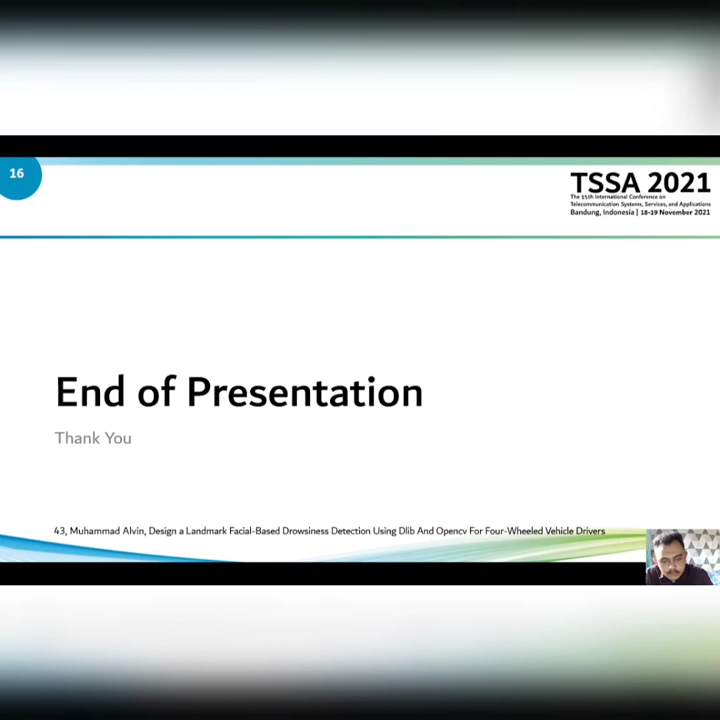 16
TSSA 2021
The 15th International Conference on
Telecommunication Systems, Services, and Applications
Bandung, Indonesia | 18-19 November 2021
End of Presentation
Thank You
43, Muhammad Alvin, Design a Landmark Facial-Based Drowsiness Detection Using Dlib And Opencv For Four-Wheeled Vehicle Drivers